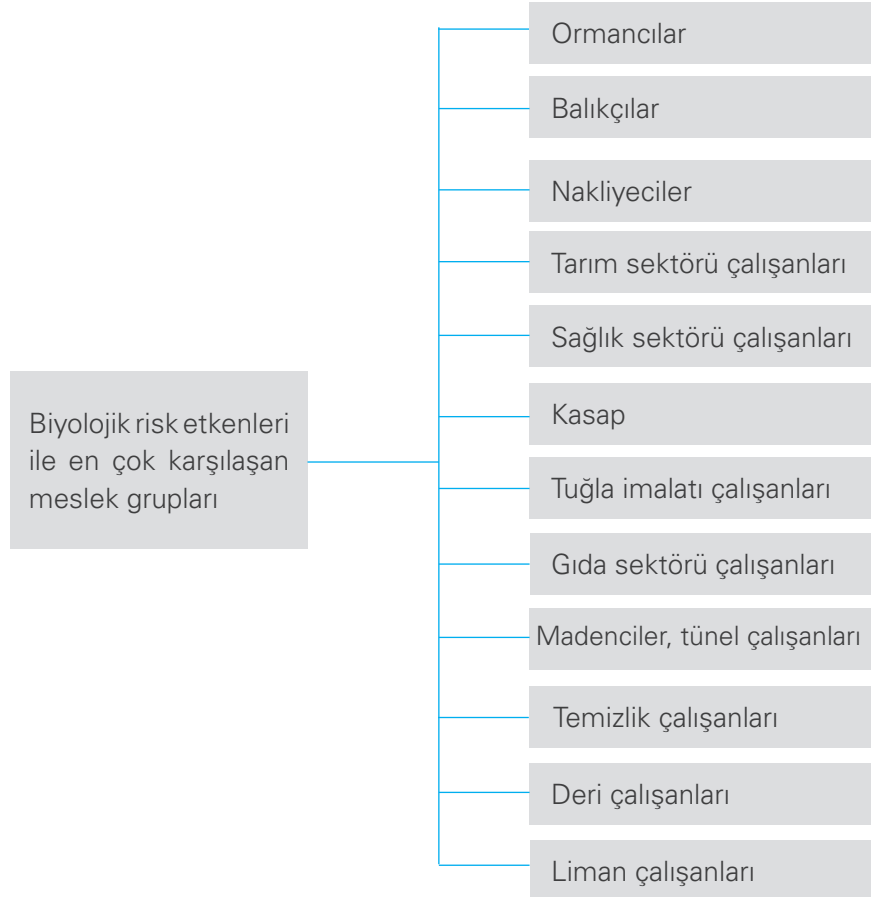 Biyolojik risk etkenleri
ile en çok karşılaşan
meslek grupları
Ormancılar
Balıkçılar
Nakliyeciler
Tarım sektörü çalışanları
Sağlık sektörü çalışanları
Kasap
Tuğla imalatı çalışanları
Gıda sektörü çalışanları
Madenciler, tünel çalışanları
Temizlik çalışanları
Deri çalışanları
Liman çalışanları